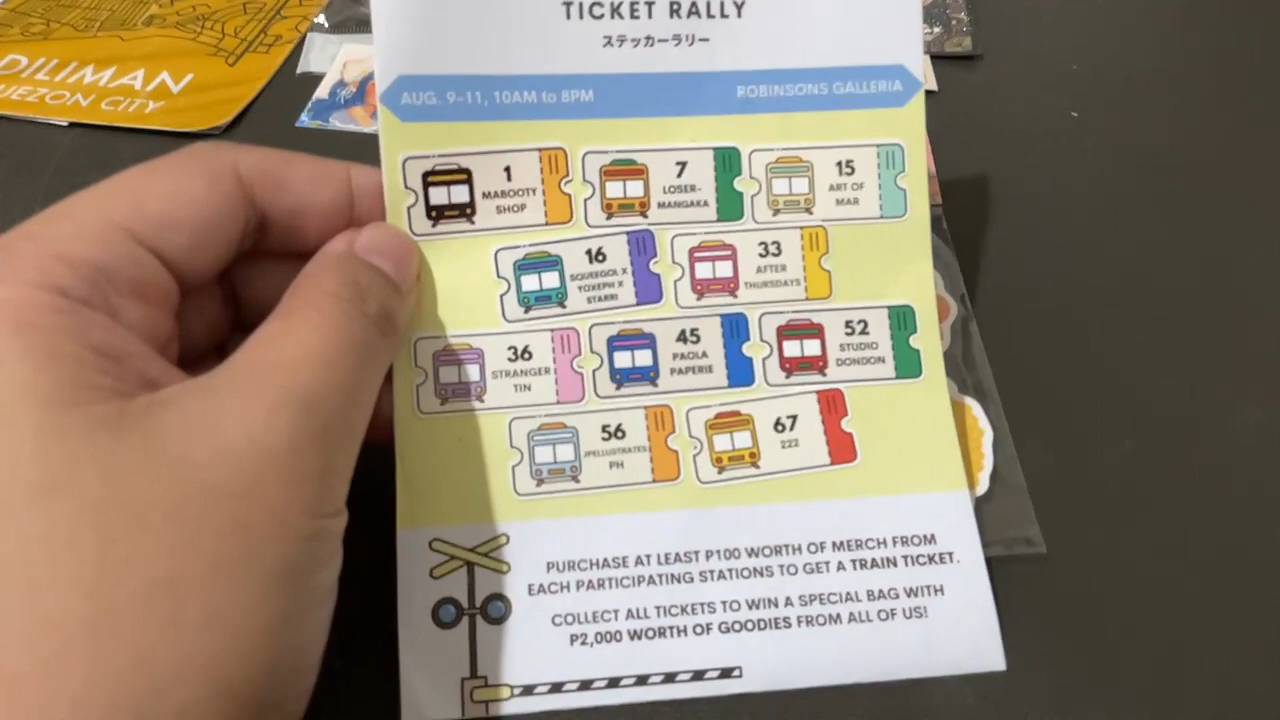 DILIMAN
UEZON CITY
TICKET RALLY
ステッカーラリー
AUG. 9-11, 10AM to 8PM
ROBINSONS GALLERIA
1
MABOOTY
SHOP
7
LOSER-
MANGAKA
15
ART OF
MAR
16
SQUEEGOL X
YOXEPH X
STARRI
33
AFTER
THURSDAYS
36
STRANGER
TIN
45
PAOLA
PAPERIE
52
STUDIO
DONDON
56
JPELLUSTRATES
PH
67
222
PURCHASE AT LEAST P100 WORTH OF MERCH FROM
EACH PARTICIPATING STATIONS TO GET A TRAIN TICKET.
COLLECT ALL TICKETS TO WIN A SPECIAL BAG WITH
P2,000 WORTH OF GOODIES FROM ALL OF US!